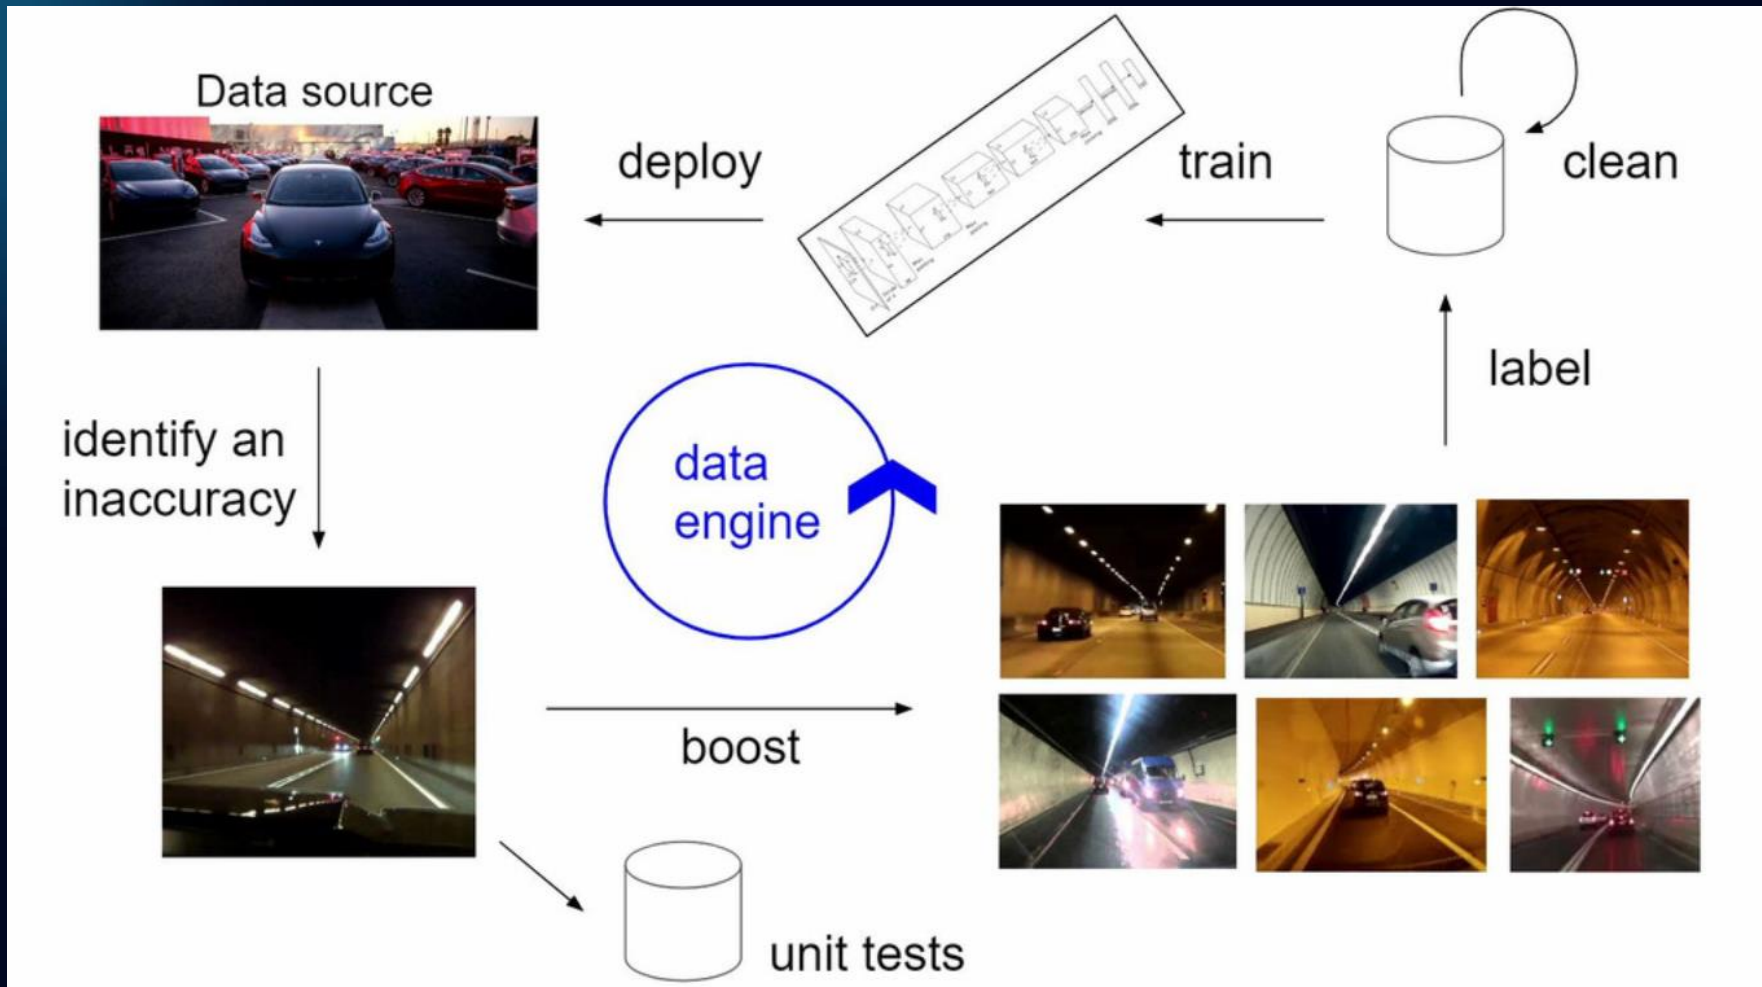 Data source
deploy
train
clean
label
identify an
inaccuracy
data
engine
boost
unit tests